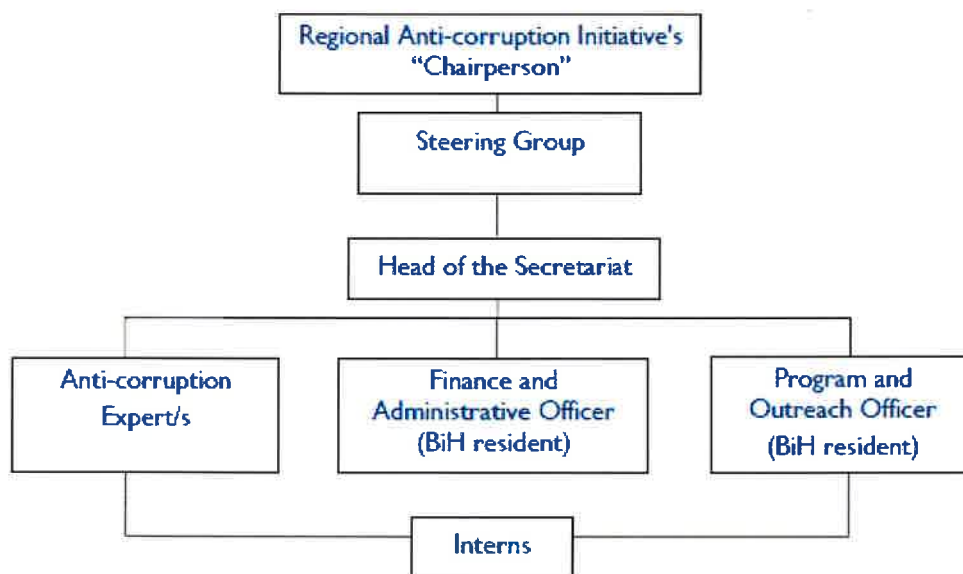 Regional Anti-corruption Initiative's
“Chairperson”
Steering Group
Head of the Secretariat
Anti-corruption
Expert/s
Finance and
Administrative Officer
(BiH resident)
Program and
Outreach Officer
(BiH resident)
Interns